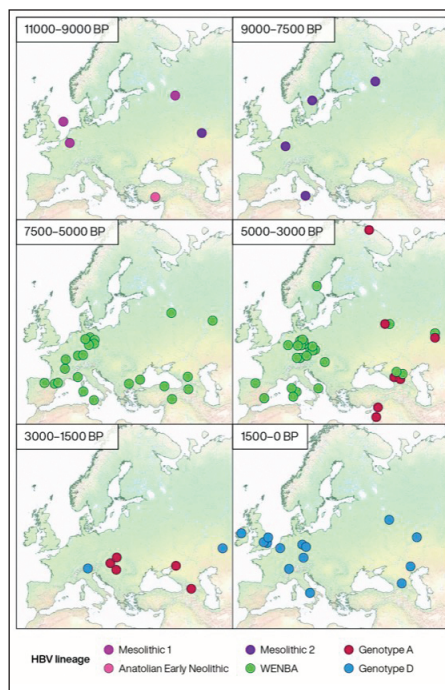 11000–9000 BP
9000–7500 BP
7500–5000 BP
5000–3000 BP
3000–1500 BP
1500–0 BP
HBV lineage
Mesolithic 1
Mesolithic 2
Genotype A
Anatolian Early Neolithic
WENBA
Genotype D